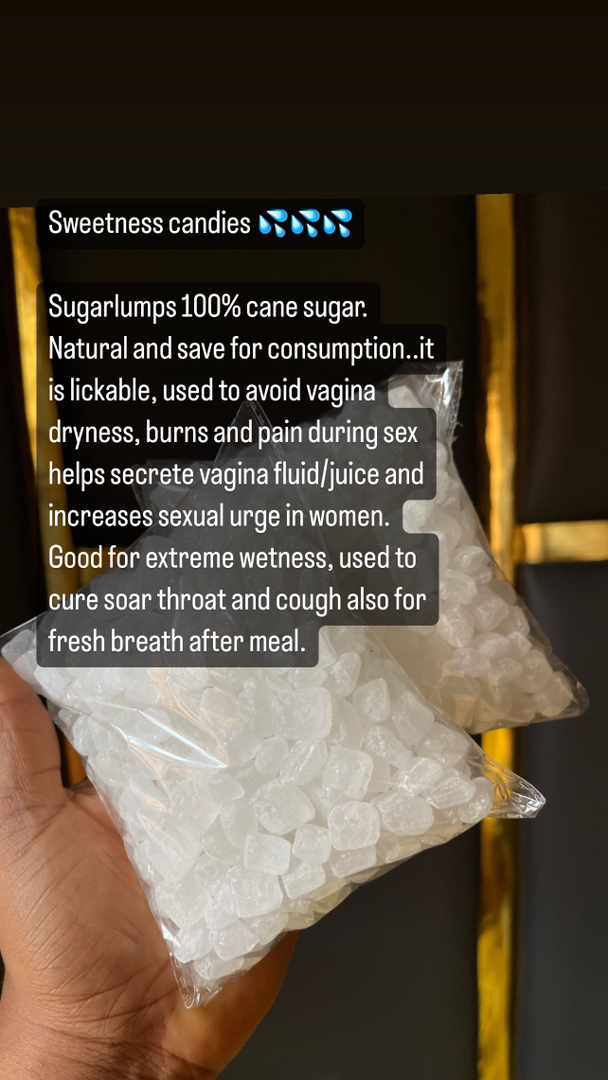 Sweetness candies 💦💦💦
Sugarlumps 100% cane sugar.
Natural and save for consumption..it
is lickable, used to avoid vagina
dryness, burns and pain during sex
helps secrete vagina fluid/juice and
increases sexual urge in women.
Good for extreme wetness, used to
cure soar throat and cough also for
fresh breath after meal.